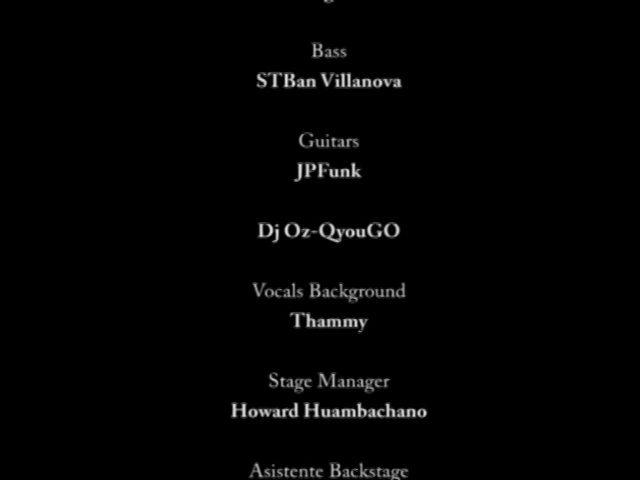 Bass
STBan Villanova
Guitars
JPFunk
Dj Oz-QyouGO
Vocals Background
Thammy
Stage Manager
Howard Huambachano
Asistente Backstage